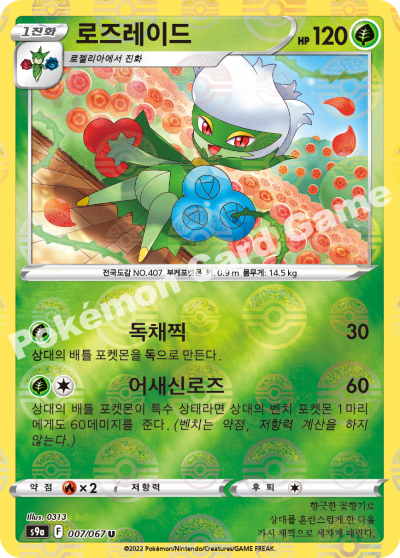 1진화
로즈레이드
HP 120
로젤리아에서 진화
전국도감 NO.407 부케포켓몬 키: 0.9 m 몸무게: 14.5 kg
Pokémon Card Game
독채찍 30
상대의 배틀 포켓몬을 독으로 만든다.
어새신로즈 60
상대의 배틀 포켓몬이 특수 상태라면 상대의 벤치 포켓몬 1마리
에게도 60데미지를 준다. (벤치는 약점, 저항력 계산을 하지
않는다.)
약점 ×2 저항력 후퇴
Illus. 0313
s9a F 007/067 U
향긋한 꽃향기로
상대를 혼란스럽게 한 다음
가시 채찍으로 세차게 때린다.
©2022 Pokémon/Nintendo/Creatures/GAME FREAK.